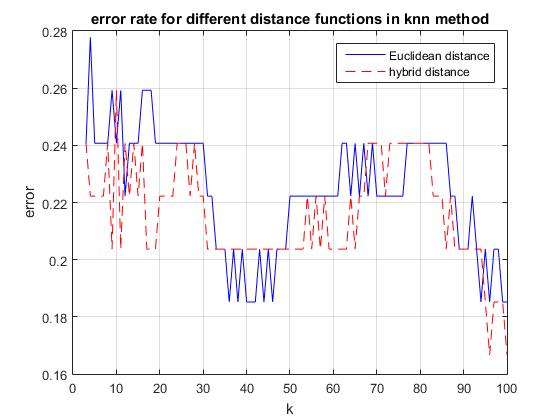 error rate for different distance functions in knn method
Euclidean distance
hybrid distance
error
0.28
0.26
0.24
0.22
0.2
0.18
0.16
0 10 20 30 40 50 60 70 80 90 100
k